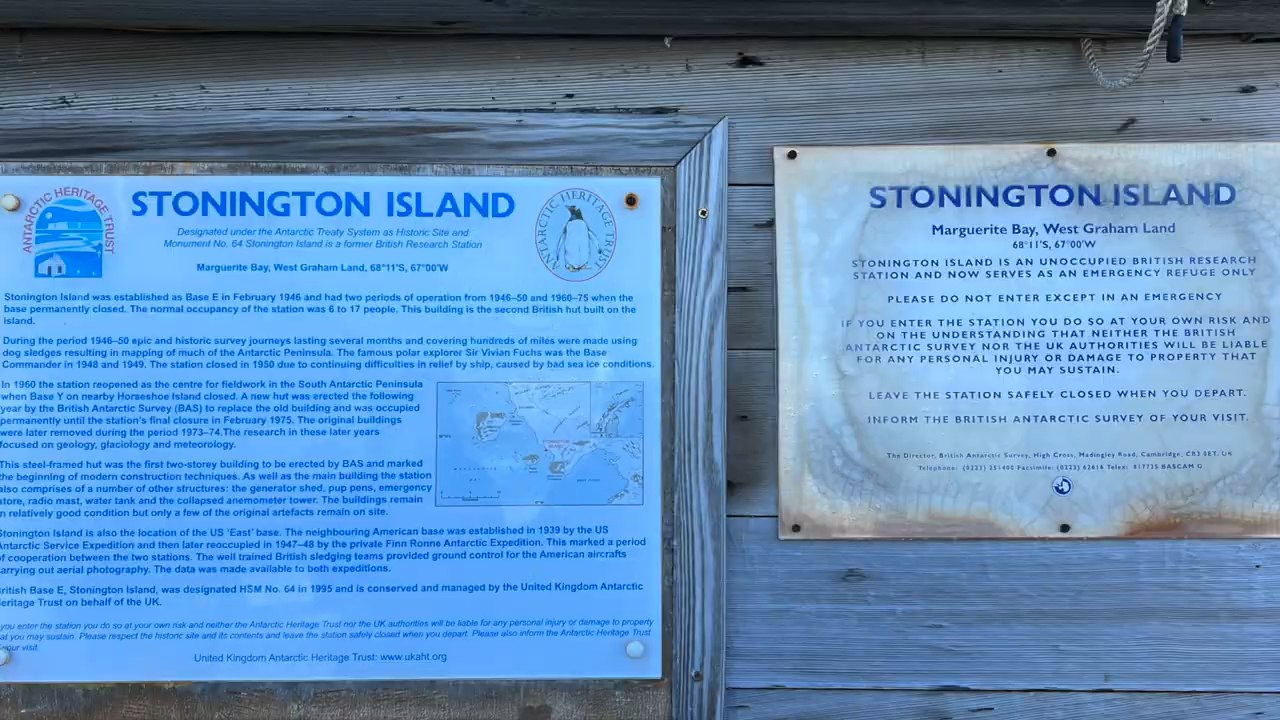 ANTARCTIC HERITAGE TRUST
STONINGTON ISLAND
ANTARCTIC HERITAGE TRUST
Designated under the Antarctic Treaty System as Historic Site and
Monument No. 64 Stonington Island is a former British Research Station
Marguerite Bay, West Graham Land, 68°11'S, 67°00'W
Stonington Island was established as Base E in February 1946 and had two periods of operation from 1946–50 and 1960–75 when the
base permanently closed. The normal occupancy of the station was 6 to 17 people. This building is the second British hut built on the
island.
During the period 1946–50 epic and historic survey journeys lasting several months and covering hundreds of miles were made using
dog sledges resulting in mapping of much of the Antarctic Peninsula. The famous polar explorer Sir Vivian Fuchs was the Base
Commander in 1948 and 1949. The station closed in 1950 due to continuing difficulties in relief by ship, caused by bad sea ice conditions.
In 1960 the station reopened as the centre for fieldwork in the South Antarctic Peninsula
when Base Y on nearby Horseshoe Island closed. A new hut was erected the following
year by the British Antarctic Survey (BAS) to replace the old building and was occupied
permanently until the station's final closure in February 1975. The original buildings
were later removed during the period 1973–74. The research in these later years
focused on geology, glaciology and meteorology.
This steel-framed hut was the first two-storey building to be erected by BAS and marked
the beginning of modern construction techniques. As well as the main building the station
also comprises of a number of other structures: the generator shed, pup pens, emergency
store, radio mast, water tank and the collapsed anemometer tower. The buildings remain
in relatively good condition but only a few of the original artefacts remain on site.
Stonington Island is also the location of the US 'East' base. The neighbouring American base was established in 1939 by the US
Antarctic Service Expedition and then later reoccupied in 1947–48 by the private Finn Ronne Antarctic Expedition. This marked a period
of cooperation between the two stations. The well trained British sledging teams provided ground control for the American aircrafts
carrying out aerial photography. The data was made available to both expeditions.
British Base E, Stonington Island, was designated HSM No. 64 in 1995 and is conserved and managed by the United Kingdom Antarctic
Heritage Trust on behalf of the UK.
you enter the station you do so at your own risk and neither the Antarctic Heritage Trust nor the UK authorities will be liable for any personal injury or damage to property
at you may sustain. Please respect the historic site and its contents and leave the station safely closed when you depart. Please also inform the Antarctic Heritage Trust
your visit.
United Kingdom Antarctic Heritage Trust: www.ukaht.org
STONINGTON ISLAND
Marguerite Bay, West Graham Land
68°11'S, 67°00'W
STONINGTON ISLAND IS AN UNOCCUPIED BRITISH RESEARCH
STATION AND NOW SERVES AS AN EMERGENCY REFUGE ONLY
PLEASE DO NOT ENTER EXCEPT IN AN EMERGENCY
IF YOU ENTER THE STATION YOU DO SO AT YOUR OWN RISK AND
ON THE UNDERSTANDING THAT NEITHER THE BRITISH
ANTARCTIC SURVEY NOR THE UK AUTHORITIES WILL BE LIABLE
FOR ANY PERSONAL INJURY OR DAMAGE TO PROPERTY THAT
YOU MAY SUSTAIN.
LEAVE THE STATION SAFELY CLOSED WHEN YOU DEPART.
INFORM THE BRITISH ANTARCTIC SURVEY OF YOUR VISIT.
The Director, British Antarctic Survey, High Cross, Madingley Road, Cambridge, CB3 0ET, UK
Telephone: (0223) 251400 Facsimile: (0223) 62616 Telex: 817725 BASCAM G